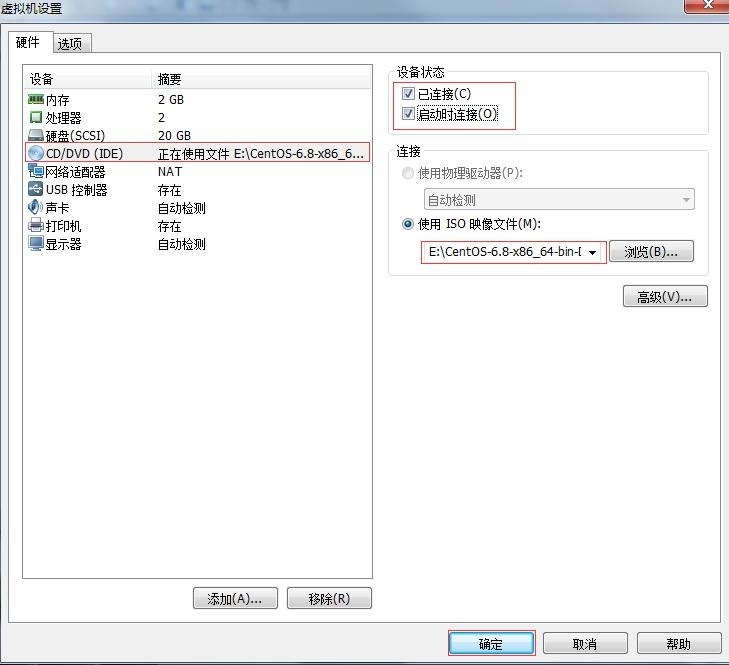 虚拟机设置
硬件 选项
设备 摘要
内存 2 GB
处理器 2
硬盘(SCSI) 20 GB
CD/DVD (IDE) 正在使用文件 E:\CentOS-6.8-x86_6...
网络适配器 NAT
USB 控制器 存在
声卡 自动检测
打印机 存在
显示器 自动检测
添加(A)... 移除(R)
设备状态
已连接(C)
启动时连接(O)
连接
使用物理驱动器(P):
自动检测
使用 ISO 映像文件(M):
E:\CentOS-6.8-x86_64-bin-D 浏览(B)...
高级(V)...
确定 取消 帮助